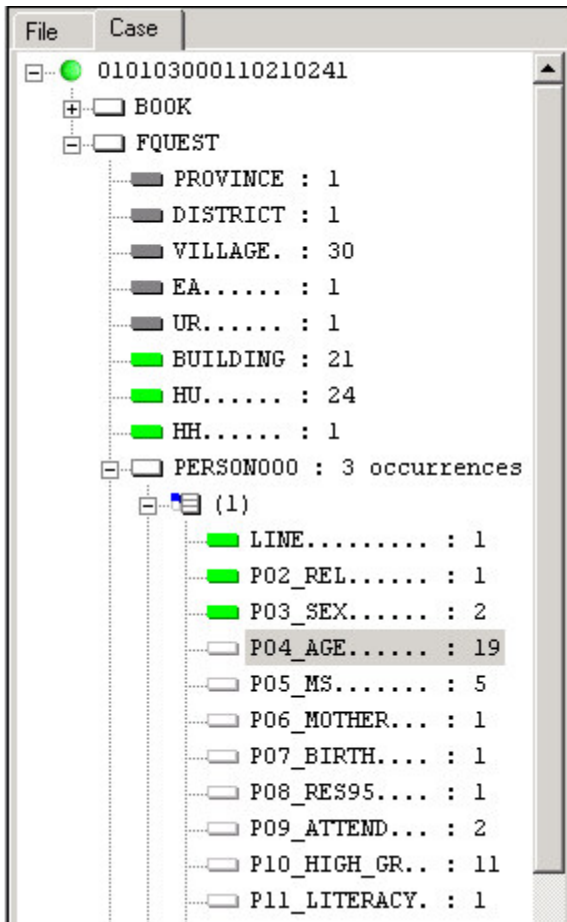 File Case
010103000110210241
BOOK
FQUEST
PROVINCE : 1
DISTRICT : 1
VILLAGE. : 30
EA...... : 1
UR...... : 1
BUILDING : 21
HU...... : 24
HH...... : 1
PERSON000 : 3 occurrences
(1)
LINE......... : 1
P02_REL...... : 1
P03_SEX...... : 2
P04_AGE...... : 19
P05_MS....... : 5
P06_MOTHER... : 1
P07_BIRTH.... : 1
P08_RES95.... : 1
P09_ATTEND... : 2
P10_HIGH_GR.. : 11
P11_LITERACY. : 1